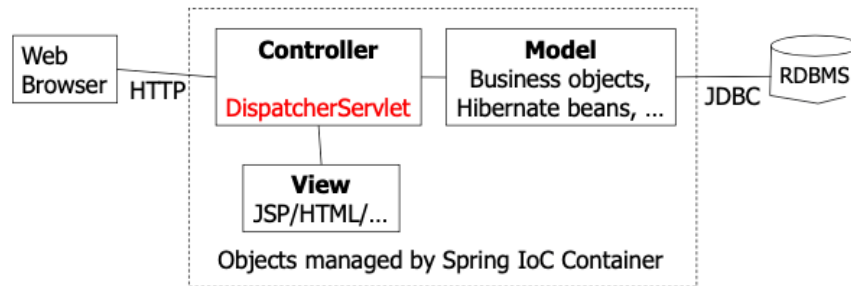 Web
Browser
HTTP
Controller
DispatcherServlet
Model
Business objects,
Hibernate beans, ...
JDBC
RDBMS
View
JSP/HTML/...
Objects managed by Spring IoC Container